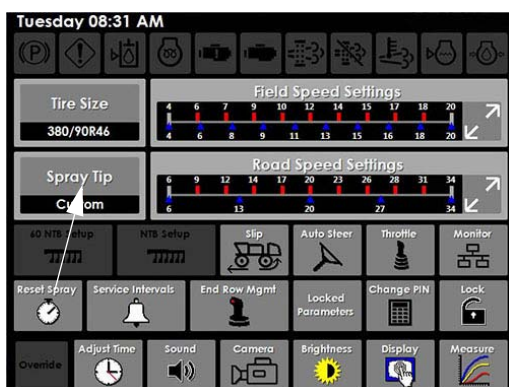 Tuesday 08:31 AM
Tire Size
380/90R46
Field Speed Settings
4 6 7 9 10 12 14 15 17 18 20
4 6 8 9 11 13 15 16 18 20
Spray Tip
Custom
Road Speed Settings
6 9 12 14 17 20 23 26 28 31 34
6 13 20 27 34
60 NTB Setup
NTB Setup
Slip
Auto Steer
Throttle
Monitor
Reset Spray
Service Intervals
End Row Mgmt
Locked
Parameters
Change PIN
Lock
Override
Adjust Time
Sound
Camera
Brightness
Display
Measure